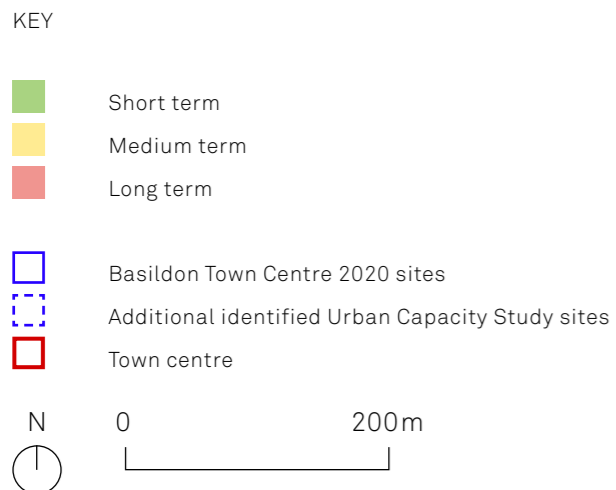 KEY
Short term
Medium term
Long term
Basildon Town Centre 2020 sites
Additional identified Urban Capacity Study sites
Town centre
N 0 200m